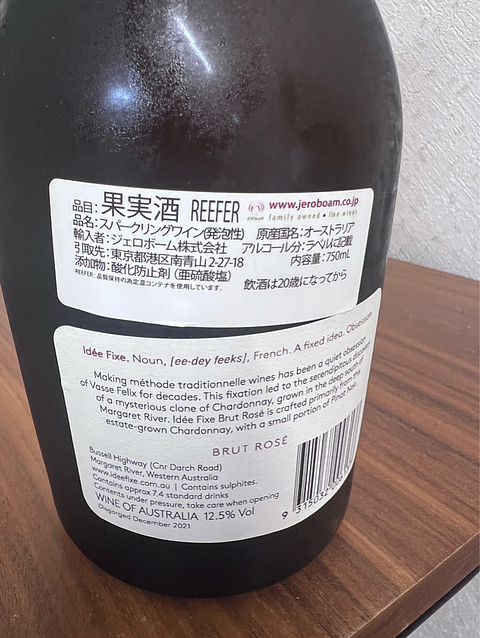 品目: 果実酒 REEFER www.jeroboam.co.jp
family owned • fine wines
品名: スパークリングワイン(発泡性) 原産国名: オーストラリア
輸入者: ジェロボーム株式会社 アルコール分: ラベルに記載
引取先: 東京都港区南青山 2-27-18 内容量: 750mL
添加物: 酸化防止剤 (亜硫酸塩)
飲酒は20歳になってから
REEFER: 品質保持の為定温コンテナを使用しています。
Idée Fixe. Noun, [ee-dey feeks], French. A fixed idea. Obsession.
Making méthode traditionnelle wines has been a quiet obsession
of Vasse Felix for decades. This fixation led to the serendipitous
of a mysterious clone of Chardonnay, grown in the deep south of
Margaret River. Idée Fixe Brut Rosé is crafted primarily from the
estate-grown Chardonnay, with a small portion of Pinot Noir.
BRUT ROSÉ
Bussell Highway (Cnr Darch Road)
Margaret River, Western Australia
www.ideefixe.com.au | Contains sulphites.
Contains approx 7.4 standard drinks
Contents under pressure, take care when opening
WINE OF AUSTRALIA 12.5% Vol
Disgorged December 2021